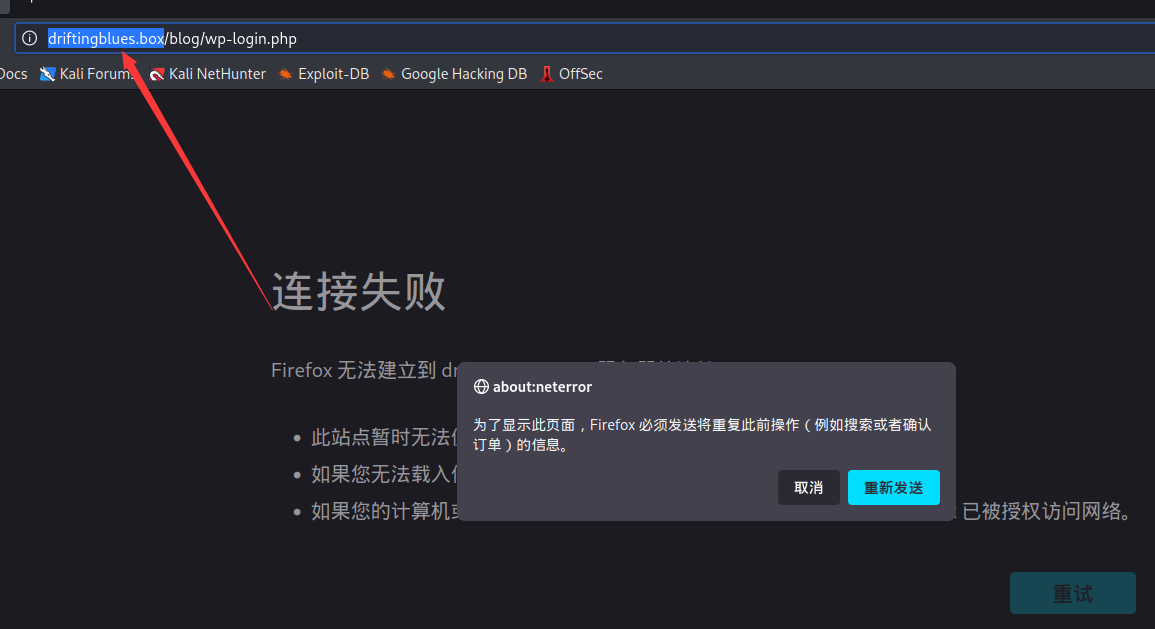 driftingblues.box/blog/wp-login.php
Docs Kali Forum Kali NetHunter Exploit-DB Google Hacking DB OffSec
连接失败
Firefox 无法建立到 dr
about:neterror
为了显示此页面，Firefox 必须发送将重复此前操作（例如搜索或者确认
订单）的信息。
此站点暂时无法
如果您无法载入
取消 重新发送
如果您的计算机或 已被授权访问网络。
重试